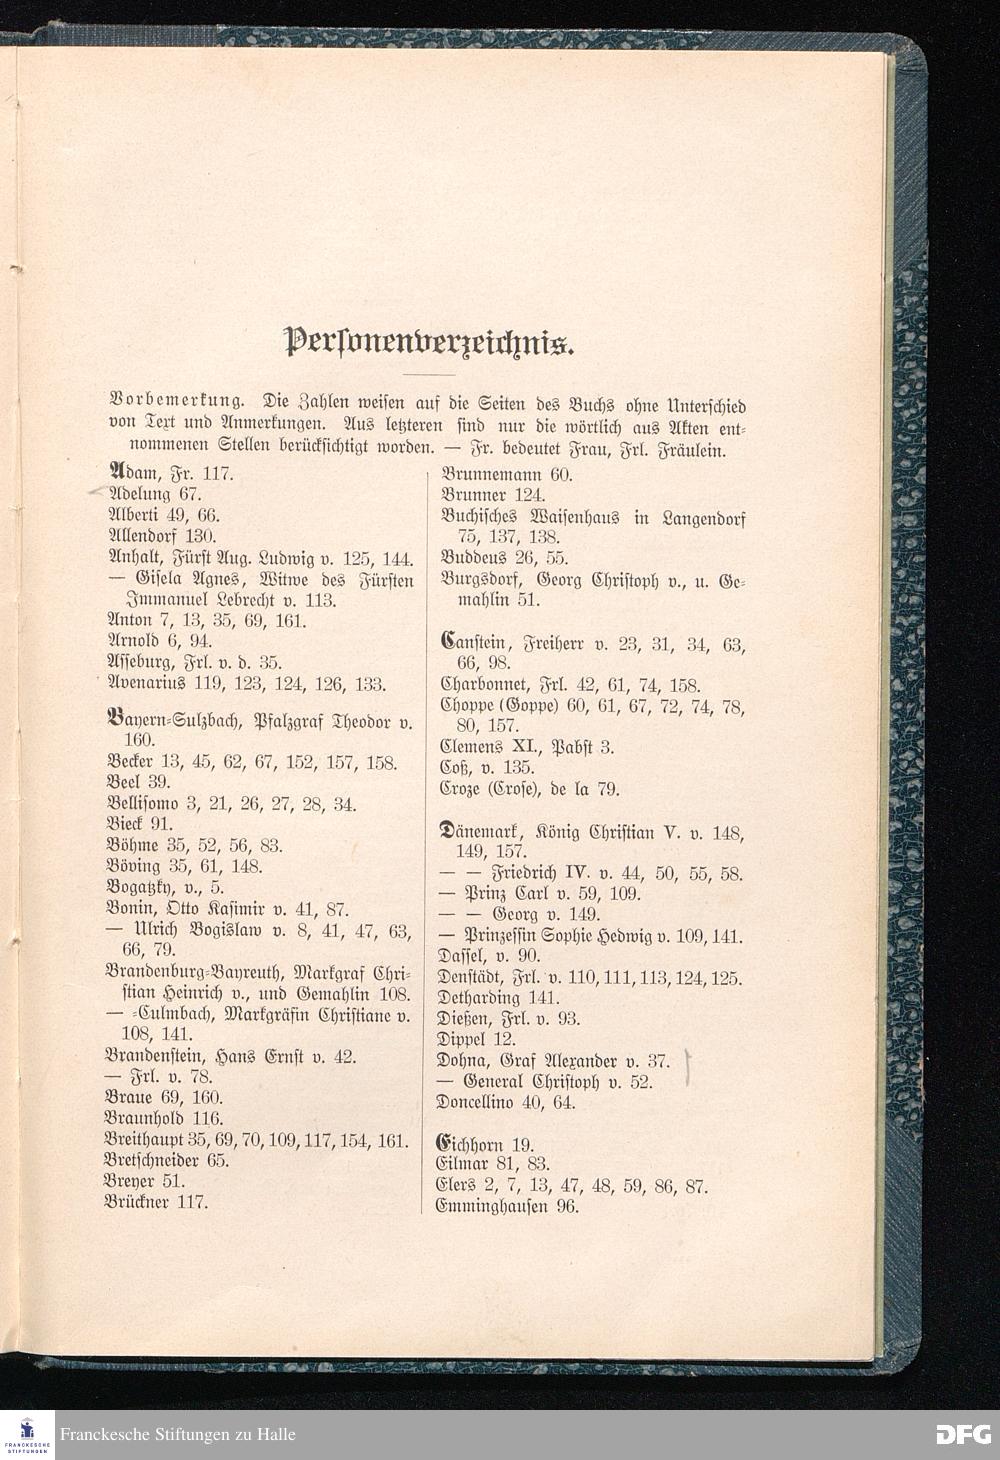 Personenverzeichnis.
Vorbemerkung. Die Zahlen weisen auf die Seiten des Buchs ohne Unterschied
von Text und Anmerkungen. Aus letzteren sind nur die wörtlich aus Akten ent-
nommenen Stellen berücksichtigt worden. — Fr. bedeutet Frau, Frl. Fräulein.
Adam, Fr. 117.
Adelung 67.
Alberti 49, 66.
Allendorf 130.
Anhalt, Fürst Aug. Ludwig v. 125, 144.
— Gisela Agnes, Witwe des Fürsten
Immanuel Lebrecht v. 113.
Anton 7, 13, 35, 69, 161.
Arnold 6, 94.
Asseburg, Frl. v. d. 35.
Avenarius 119, 123, 124, 126, 133.
Bayern-Sulzbach, Pfalzgraf Theodor v.
160.
Becker 13, 45, 62, 67, 152, 157, 158.
Beel 39.
Bellisomo 3, 21, 26, 27, 28, 34.
Bieck 91.
Böhme 35, 52, 56, 83.
Böving 35, 61, 148.
Bogatzky, v., 5.
Bonin, Otto Kasimir v. 41, 87.
— Ulrich Bogislaw v. 8, 41, 47, 63,
66, 79.
Brandenburg-Bayreuth, Markgraf Chri-
stian Heinrich v., und Gemahlin 108.
— -Culmbach, Markgräfin Christiane v.
108, 141.
Brandenstein, Hans Ernst v. 42.
— Frl. v. 78.
Braue 69, 160.
Braunhold 116.
Breithaupt 35, 69, 70, 109, 117, 154, 161.
Bretschneider 65.
Breyer 51.
Brückner 117.
Brunnemann 60.
Brunner 124.
Buchisches Waisenhaus in Langendorf
75, 137, 138.
Buddeus 26, 55.
Burgsdorf, Georg Christoph v., u. Ge-
mahlin 51.
Canstein, Freiherr v. 23, 31, 34, 63,
66, 98.
Charbonnet, Frl. 42, 61, 74, 158.
Choppe (Goppe) 60, 61, 67, 72, 74, 78,
80, 157.
Clemens XI., Pabst 3.
Coß, v. 135.
Croze (Crose), de la 79.
Dänemark, König Christian V. v. 148,
149, 157.
— — Friedrich IV. v. 44, 50, 55, 58.
— Prinz Carl v. 59, 109.
— — Georg v. 149.
— Prinzessin Sophie Hedwig v. 109, 141.
Dassel, v. 90.
Denstädt, Frl. v. 110, 111, 113, 124, 125.
Detharding 141.
Dießen, Frl. v. 93.
Dippel 12.
Dohna, Graf Alexander v. 37.
— General Christoph v. 52.
Doncellino 40, 64.
Eichhorn 19.
Eilmar 81, 83.
Elers 2, 7, 13, 47, 48, 59, 86, 87.
Emminghausen 96.
FRANCKESCHE
STIFTUNGEN
Franckesche Stiftungen zu Halle
DFG